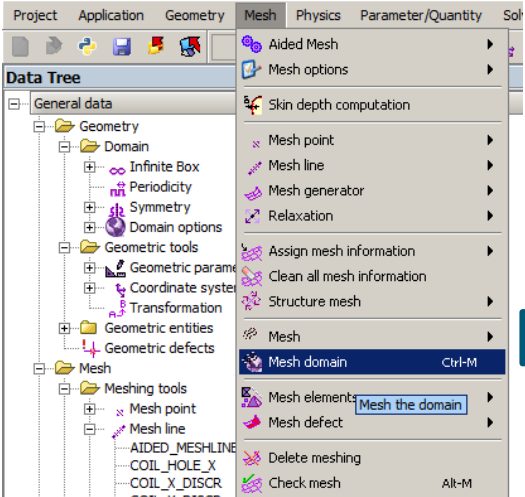 Project Application Geometry Mesh Physics Parameter/Quantity
Data Tree
General data
Geometry
Domain
Infinite Box
Periodicity
Symmetry
Domain options
Geometric tools
Geometric
Coordinate
Transformation
Geometric entities
Geometric defects
Mesh
Meshing tools
Mesh point
Mesh line
AIDED_MESHLINE
COIL_HOLE_X
COIL_X_DISCR
Aided Mesh
Mesh options
Skin depth computation
Mesh point
Mesh line
Mesh generator
Relaxation
Assign mesh information
Clean all mesh information
Structure mesh
Mesh
Mesh domain Ctrl-M
Mesh elements
Mesh the domain
Mesh defect
Delete meshing
Check mesh Alt-M